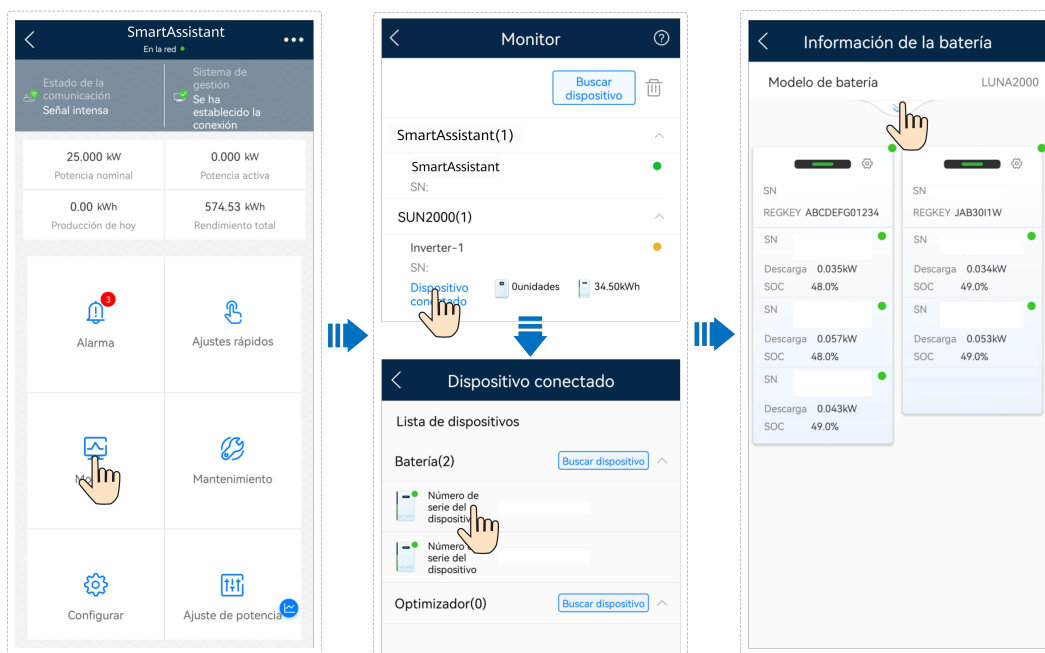 SmartAssistant
En la red
Estado de la
comunicación
Señal intensa
Sistema de
gestión
Se ha
establecido la
conexión
25.000 kW
Potencia nominal
0.000 kW
Potencia activa
0.00 kWh
Producción de hoy
574.53 kWh
Rendimiento total
3
Alarma
Ajustes rápidos
Mantenimiento
Configurar
Ajuste de potencia
Monitor
Buscar
dispositivo
SmartAssistant(1)
SmartAssistant
SN:
SUN2000(1)
Inverter-1
SN:
Dispositivo
conectado
0unidades
34.50kWh
Dispositivo conectado
Lista de dispositivos
Batería(2)
Buscar dispositivo
Número de
serie del
dispositivo
Número de
serie del
dispositivo
Optimizador(0)
Buscar dispositivo
Información de la batería
Modelo de batería LUNA2000
SN
REGKEY ABCDEFG01234
SN
Descarga 0.035kW
SOC 48.0%
SN
Descarga 0.057kW
SOC 48.0%
SN
Descarga 0.043kW
SOC 49.0%
SN
REGKEY JAB30I1W
SN
Descarga 0.034kW
SOC 49.0%
SN
Descarga 0.053kW
SOC 49.0%